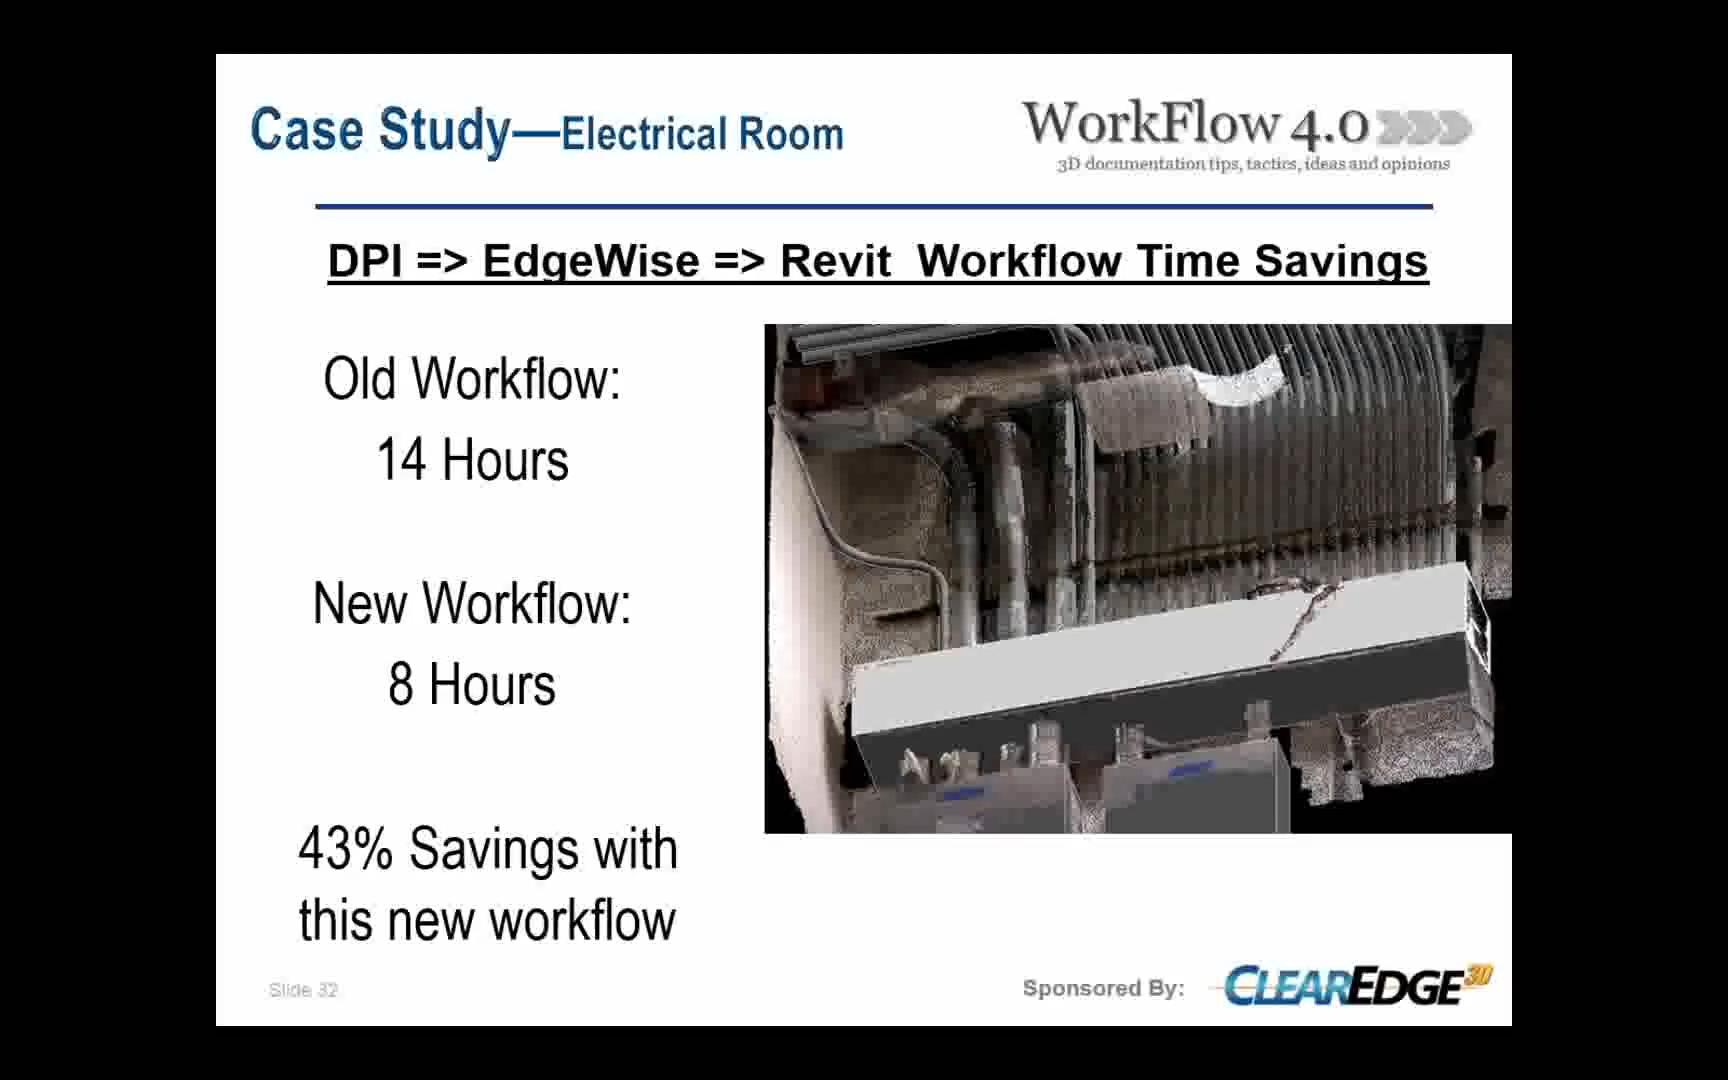 Case Study—Electrical Room
WorkFlow 4.0
3D documentation tips, tactics, ideas and opinions
DPI => EdgeWise => Revit Workflow Time Savings
Old Workflow:
14 Hours
New Workflow:
8 Hours
43% Savings with
this new workflow
Slide 32
Sponsored By:
CLEAREDGE3D